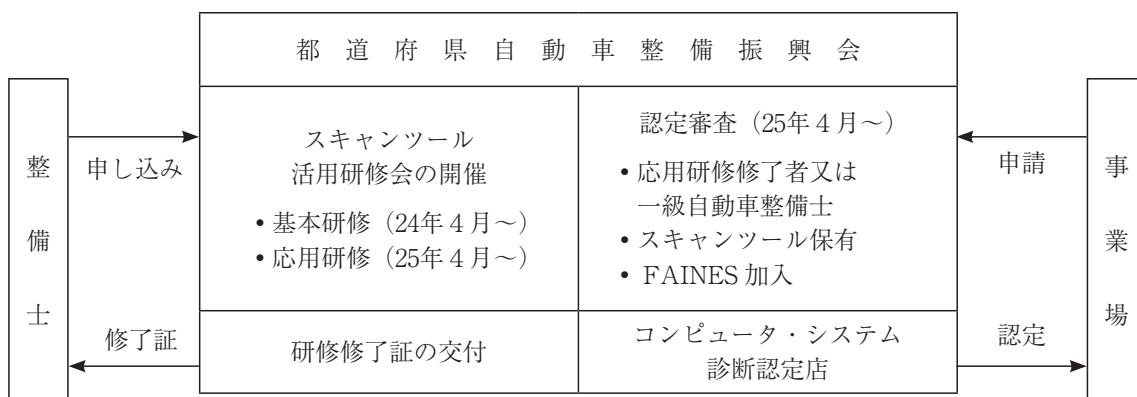 都道府県自動車整備振興会
整備士
申し込み
修了証
スキャンツール
活用研修会の開催
• 基本研修（24年４月～）
• 応用研修（25年４月～）
研修修了証の交付
認定審査（25年４月～）
• 応用研修修了者又は
一級自動車整備士
• スキャンツール保有
• FAINES 加入
コンピュータ・システム
診断認定店
申請
認定
事業場